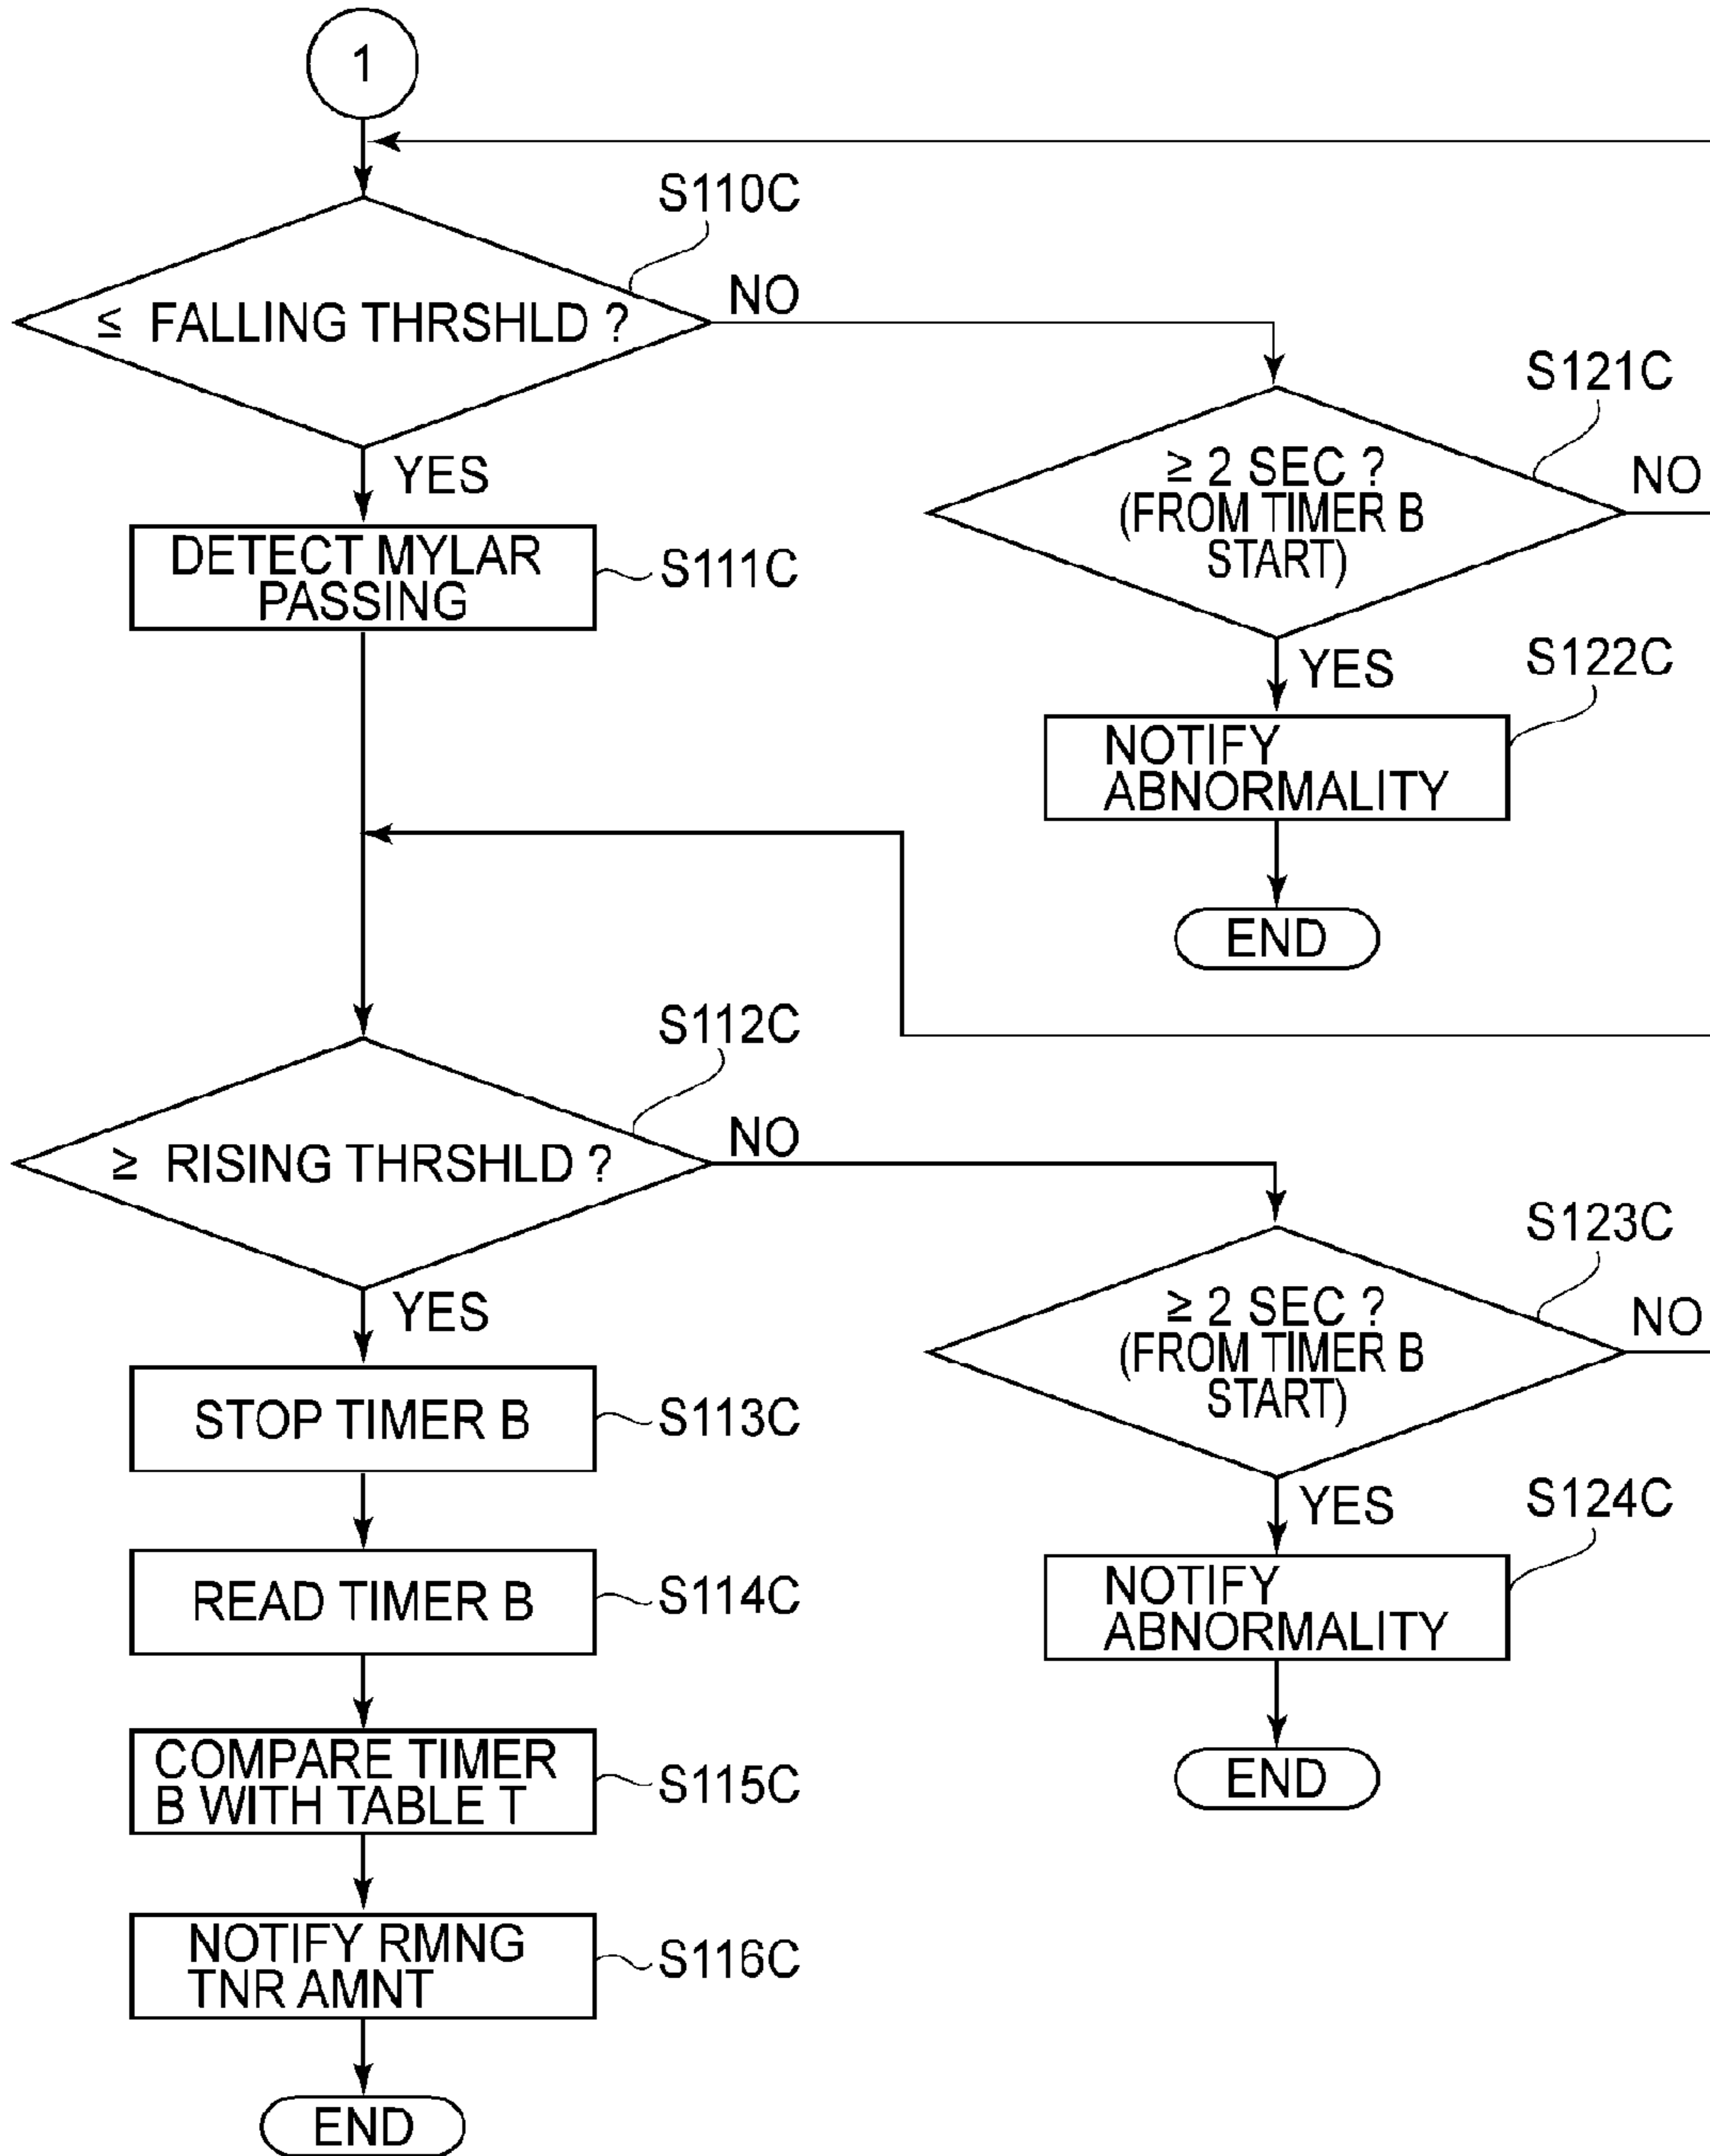 1
S110C
≤ FALLING THRSHLD ?
NO
YES
S121C
≥ 2 SEC ?
(FROM TIMER B
START)
NO
DETECT MYLAR
PASSING
S111C
YES
S122C
NOTIFY
ABNORMALITY
END
S112C
≥ RISING THRSHLD ?
NO
YES
S123C
≥ 2 SEC ?
(FROM TIMER B
START)
NO
STOP TIMER B
S113C
YES
S124C
READ TIMER B
S114C
NOTIFY
ABNORMALITY
COMPARE TIMER
B WITH TABLE T
S115C
END
NOTIFY RMNG
TNR AMNT
S116C
END